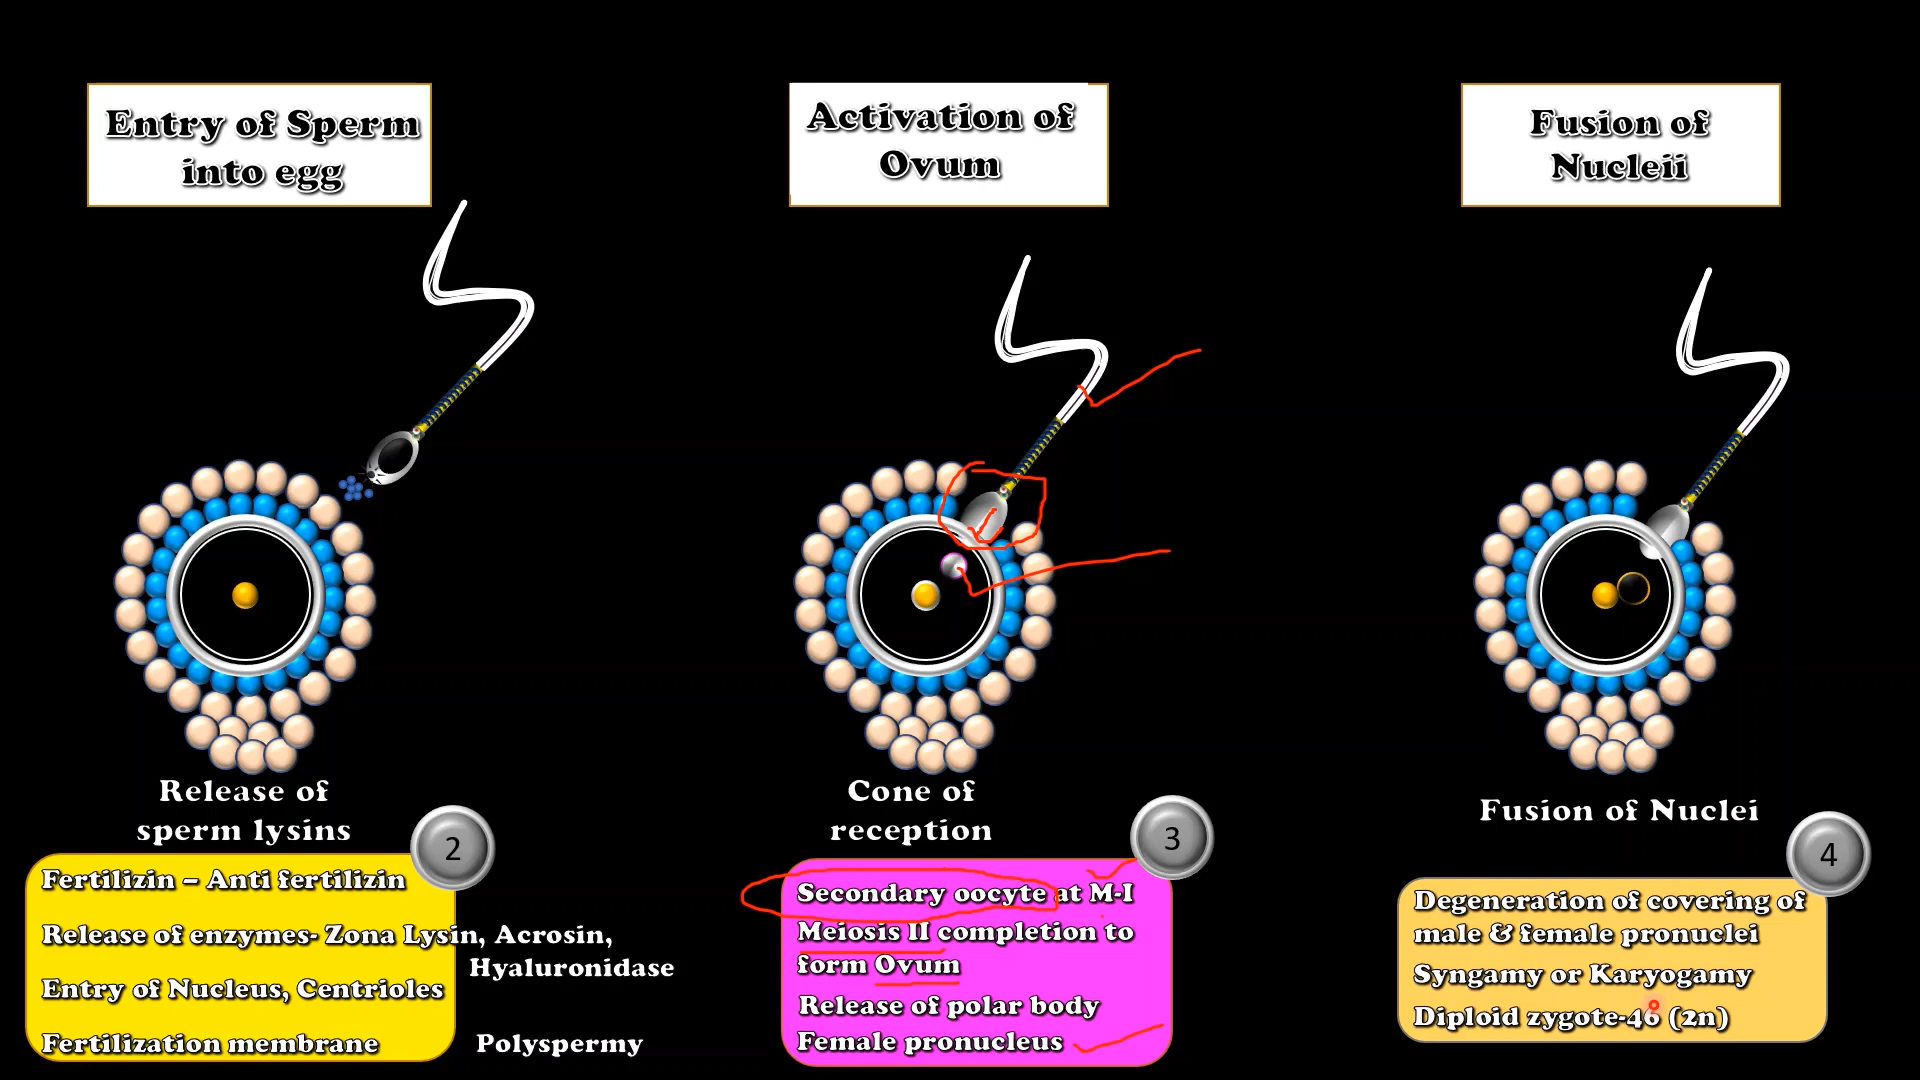 Entry of Sperm
into egg
Release of
sperm lysins
2
Fertilizin – Anti fertilizin
Release of enzymes- Zona Lysin, Acrosin,
Hyaluronidase
Entry of Nucleus, Centrioles
Fertilization membrane
Polyspermy
Activation of
Ovum
Cone of
reception
3
Secondary oocyte at M-I
Meiosis II completion to
form Ovum
Release of polar body
Female pronucleus
Fusion of
Nucleii
Fusion of Nuclei
4
Degeneration of covering of
male & female pronuclei
Syngamy or Karyogamy
Diploid zygote-46 (2n)